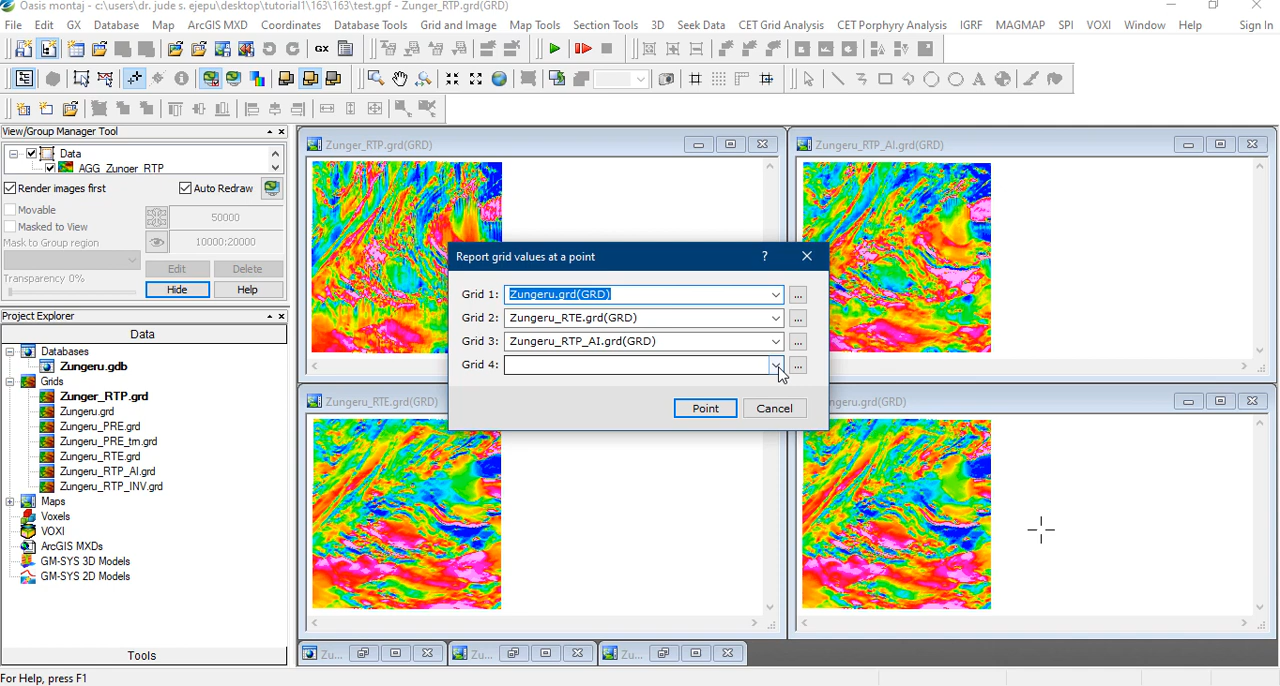 Oasis montaj - c:\users\dr. jude s. ejepu\desktop\tutorial1\163\163\test.gpf - Zunger_RTP.grd(GRD)
File Edit GX Database Map ArcGIS MXD Coordinates Database Tools Grid and Image Map Tools Section Tools 3D Seek Data CET Grid Analysis CET Porphyry Analysis IGRF MAGMAP SPI VOXI Window Help Sign In
GX
View/Group Manager Tool
Data
AGG_Zunger_RTP
Render images first Auto Redraw
Movable 50000
Masked to View
Mask to Group region 10000:20000
Transparency 0% Edit Delete
Hide Help
Project Explorer
Data
Databases
Zungeru.gdb
Grids
Zunger_RTP.grd
Zungeru.grd
Zungeru_PRE.grd
Zungeru_PRE_tm.grd
Zungeru_RTE.grd
Zungeru_RTP_AI.grd
Zungeru_RTP_INV.grd
Maps
Voxels
VOXI
ArcGIS MXDs
GM-SYS 3D Models
GM-SYS 2D Models
Tools
Zunger_RTP.grd(GRD)
Zungeru_RTP_AI.grd(GRD)
Report grid values at a point
?
Grid 1: Zungeru.grd(GRD) ...
Grid 2: Zungeru_RTE.grd(GRD) ...
Grid 3: Zungeru_RTP_AI.grd(GRD) ...
Grid 4: ...
Point Cancel
Zungeru_RTE.grd(GRD)
ngeru.grd(GRD)
Zu... Zu... Zu...
For Help, press F1